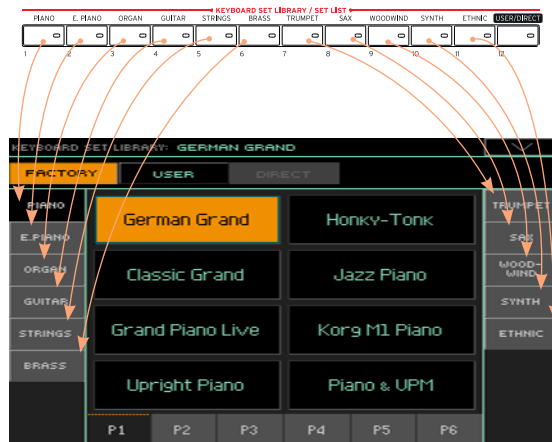 KEYBOARD SET LIBRARY / SET LIST
PIANO E. PIANO ORGAN GUITAR STRINGS BRASS TRUMPET SAX WOODWIND SYNTH ETHNIC USER/DIRECT
1 2 3 4 5 6 7 8 9 10 11 12
KEYBOARD SET LIBRARY: GERMAN GRAND
FACTORY USER DIRECT
PIANO
E.PIANO
ORGAN
GUITAR
STRINGS
BRASS
German Grand Honky-Tonk
Classic Grand Jazz Piano
Grand Piano Live Korg M1 Piano
Upright Piano Piano & UPM
TRUMPET
SAX
WOOD-
WIND
SYNTH
ETHNIC
P1 P2 P3 P4 P5 P6